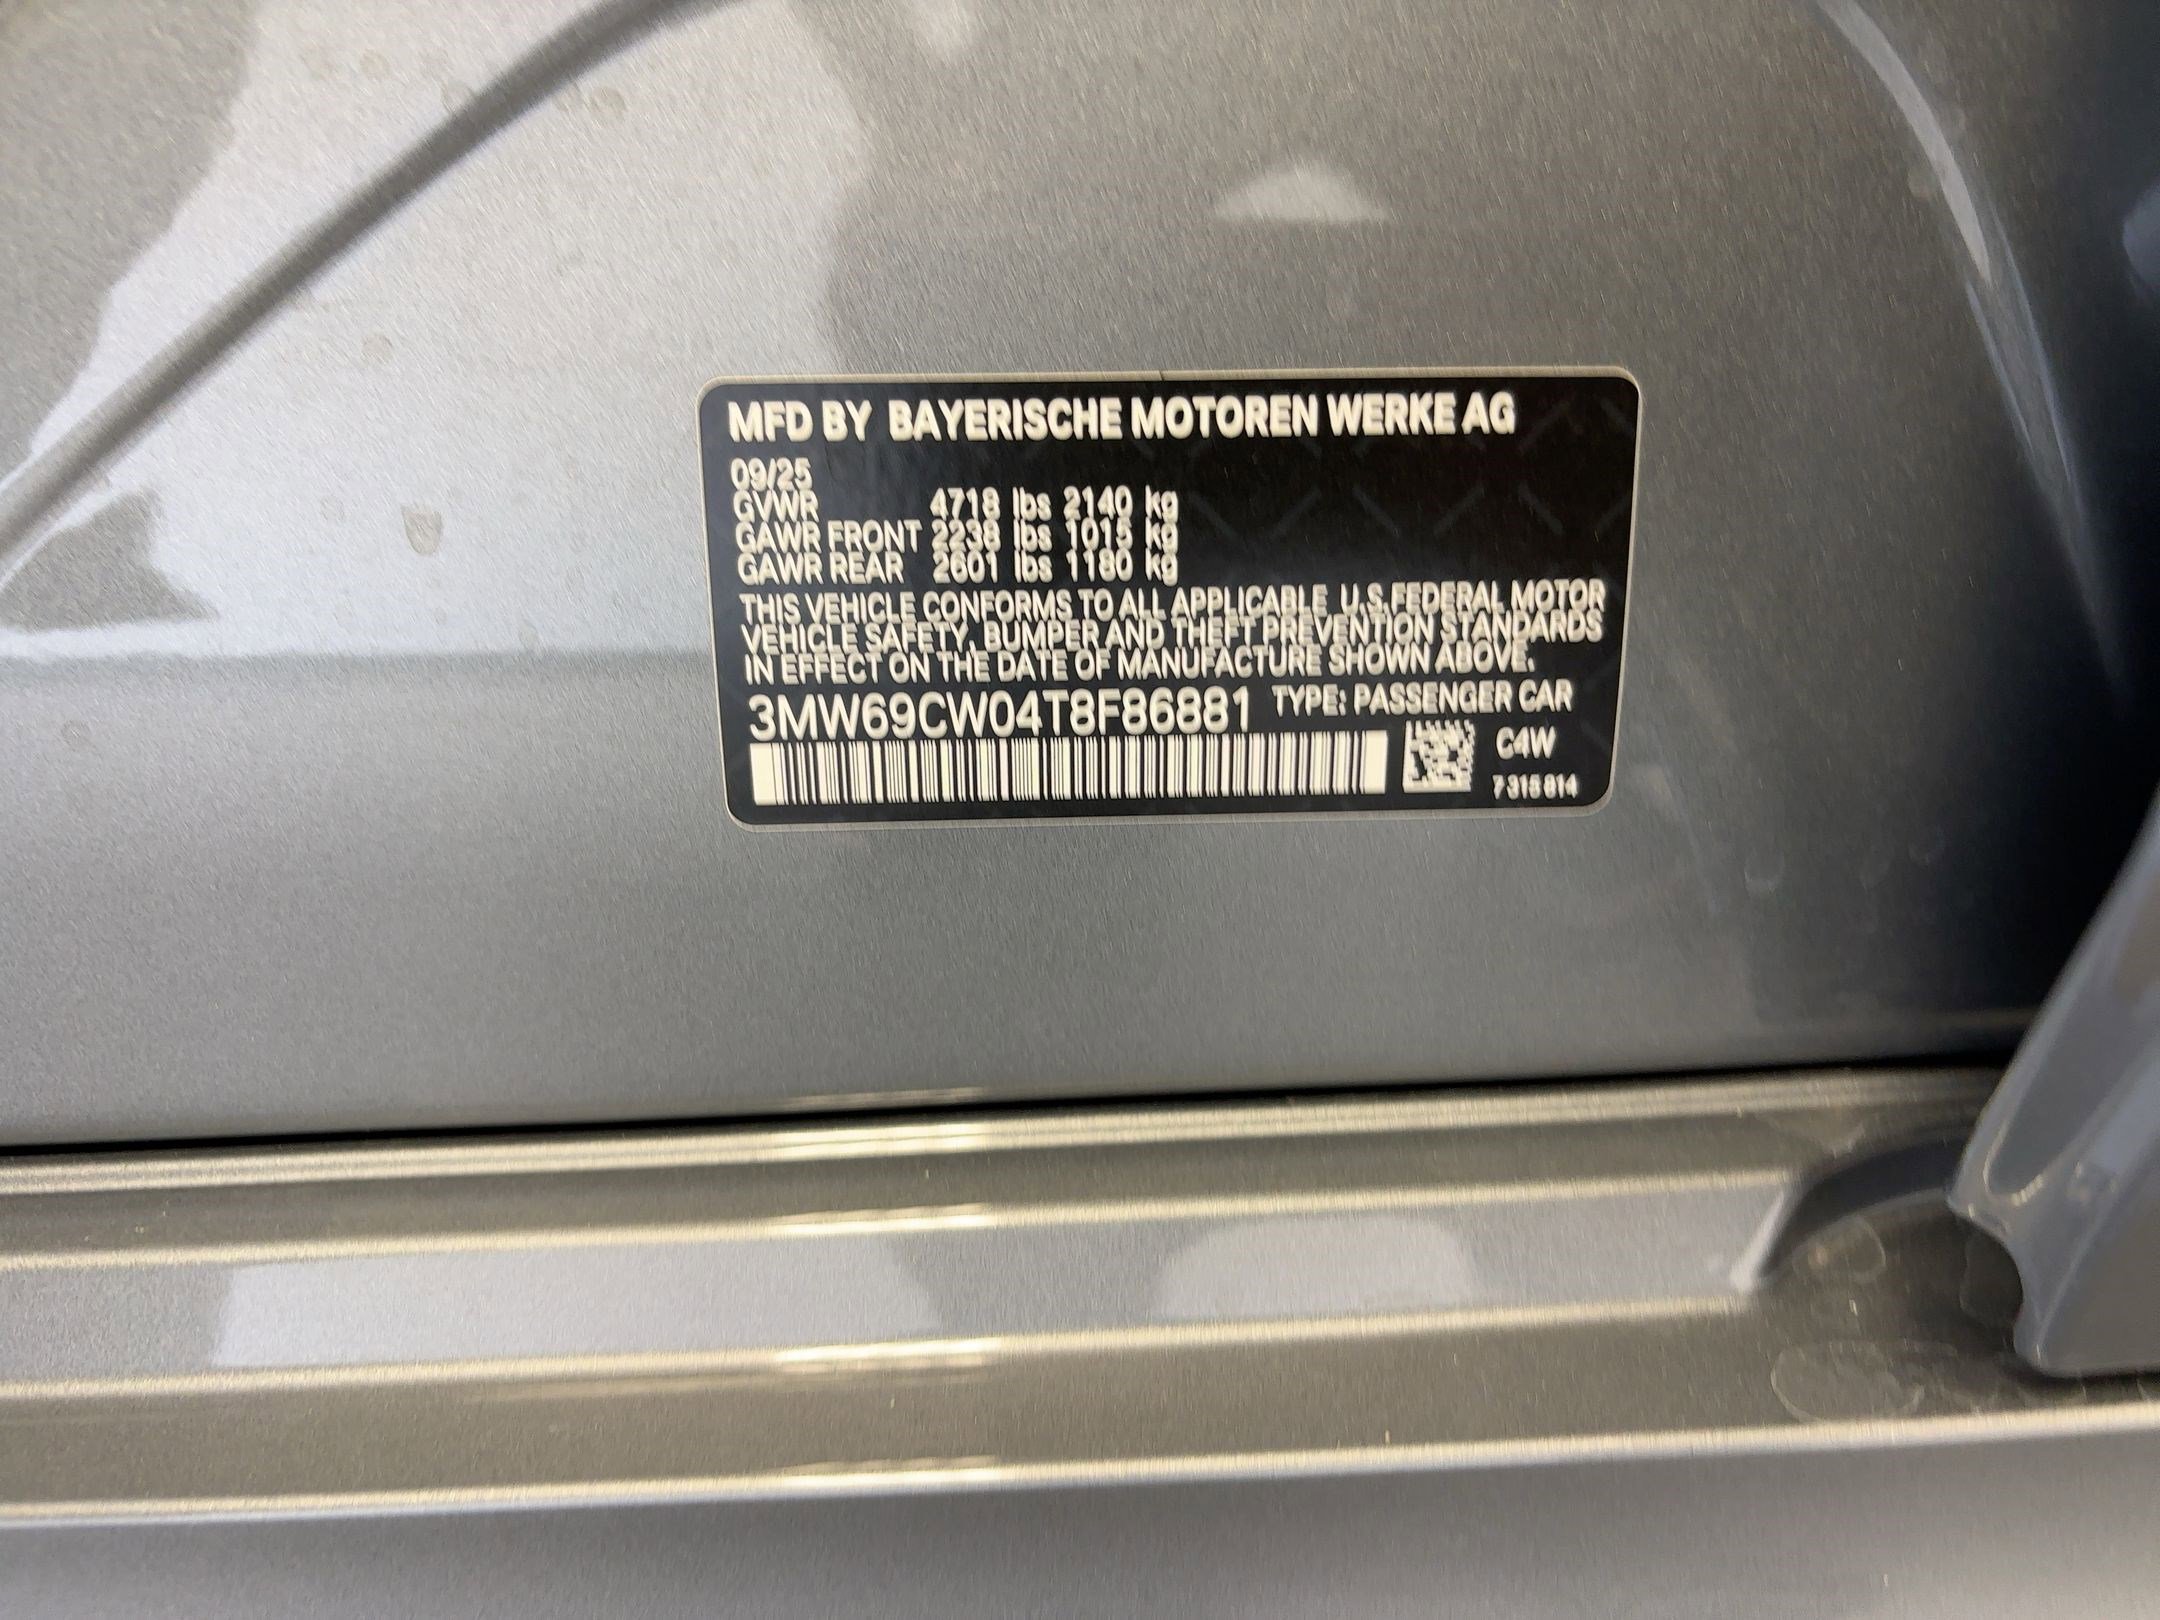 MFD BY BAYERISCHE MOTOREN WERKE AG
09/25
GVWR 4718 lbs 2140 kg
GAWR FRONT 2238 lbs 1015 kg
GAWR REAR 2601 lbs 1180 kg
THIS VEHICLE CONFORMS TO ALL APPLICABLE U.S. FEDERAL MOTOR
VEHICLE SAFETY, BUMPER AND THEFT PREVENTION STANDARDS
IN EFFECT ON THE DATE OF MANUFACTURE SHOWN ABOVE.
3MW69CW04T8F86881 TYPE: PASSENGER CAR
C4W
7 315 814